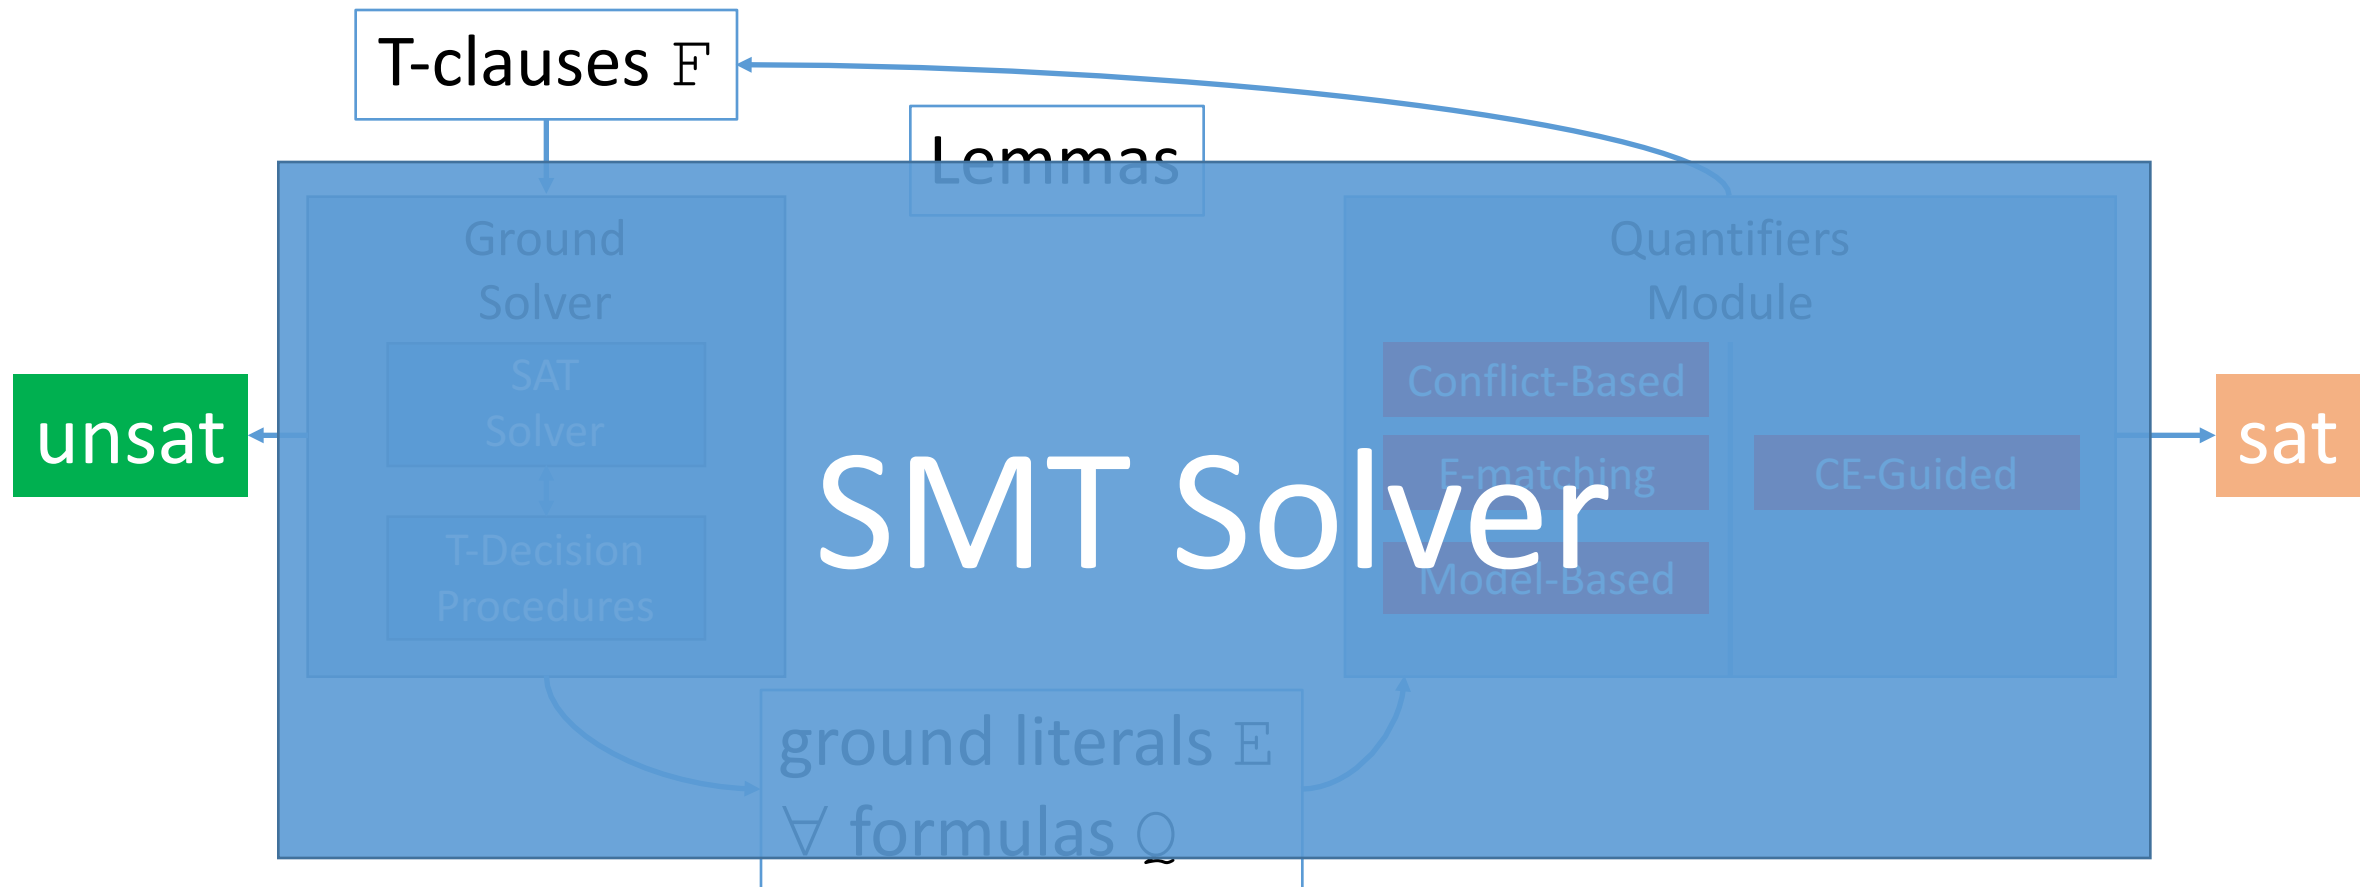 T-clauses F
Lemmas
Ground
Solver
SAT
Solver
T-Decision
Procedures
unsat
SMT Solver
Quantifiers
Module
Conflict-Based
E-matching
Model-Based
CE-Guided
sat
ground literals E
∀ formulas Q